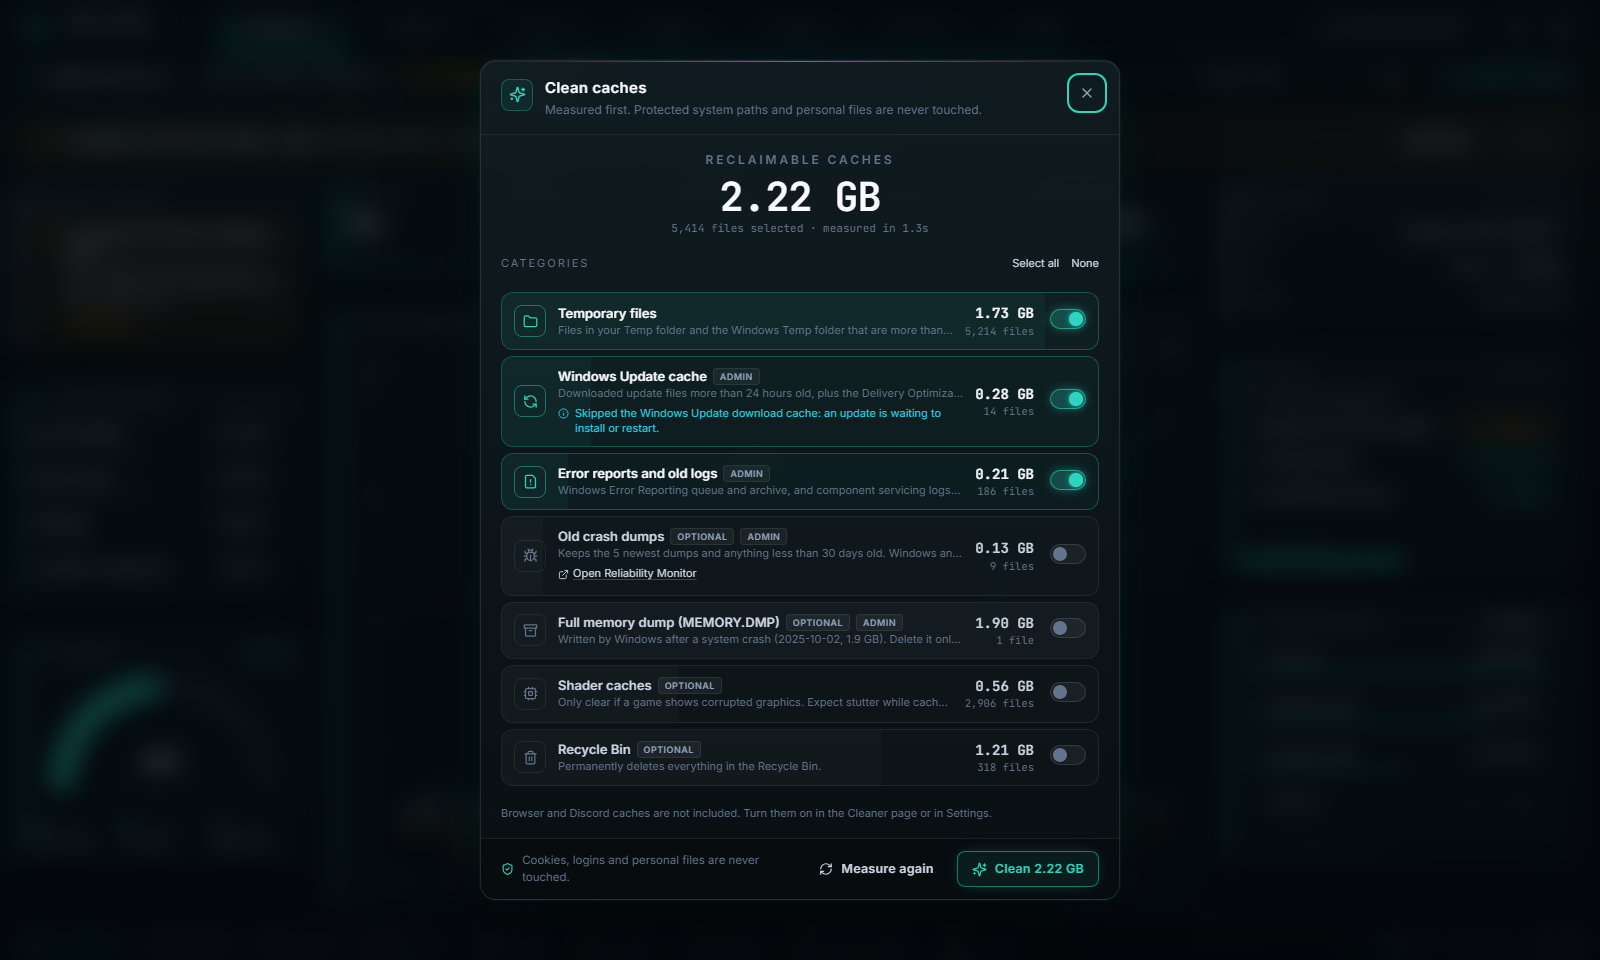 Clean caches
Measured first. Protected system paths and personal files are never touched.
RECLAIMABLE CACHES
2.22 GB
5,414 files selected · measured in 1.3s
CATEGORIES
Select all None
Temporary files
1.73 GB
Files in your Temp folder and the Windows Temp folder that are more than...
5,214 files
Windows Update cache ADMIN
Downloaded update files more than 24 hours old, plus the Delivery Optimiza...
0.28 GB
14 files
Skipped the Windows Update download cache: an update is waiting to
install or restart.
Error reports and old logs ADMIN
0.21 GB
Windows Error Reporting queue and archive, and component servicing logs...
186 files
Old crash dumps OPTIONAL ADMIN
0.13 GB
Keeps the 5 newest dumps and anything less than 30 days old. Windows an...
9 files
Open Reliability Monitor
Full memory dump (MEMORY.DMP) OPTIONAL ADMIN
1.90 GB
Written by Windows after a system crash (2025-10-02, 1.9 GB). Delete it onl...
1 file
Shader caches OPTIONAL
0.56 GB
Only clear if a game shows corrupted graphics. Expect stutter while cach...
2,906 files
Recycle Bin OPTIONAL
1.21 GB
Permanently deletes everything in the Recycle Bin.
318 files
Browser and Discord caches are not included. Turn them on in the Cleaner page or in Settings.
Cookies, logins and personal files are never
touched.
Measure again
Clean 2.22 GB